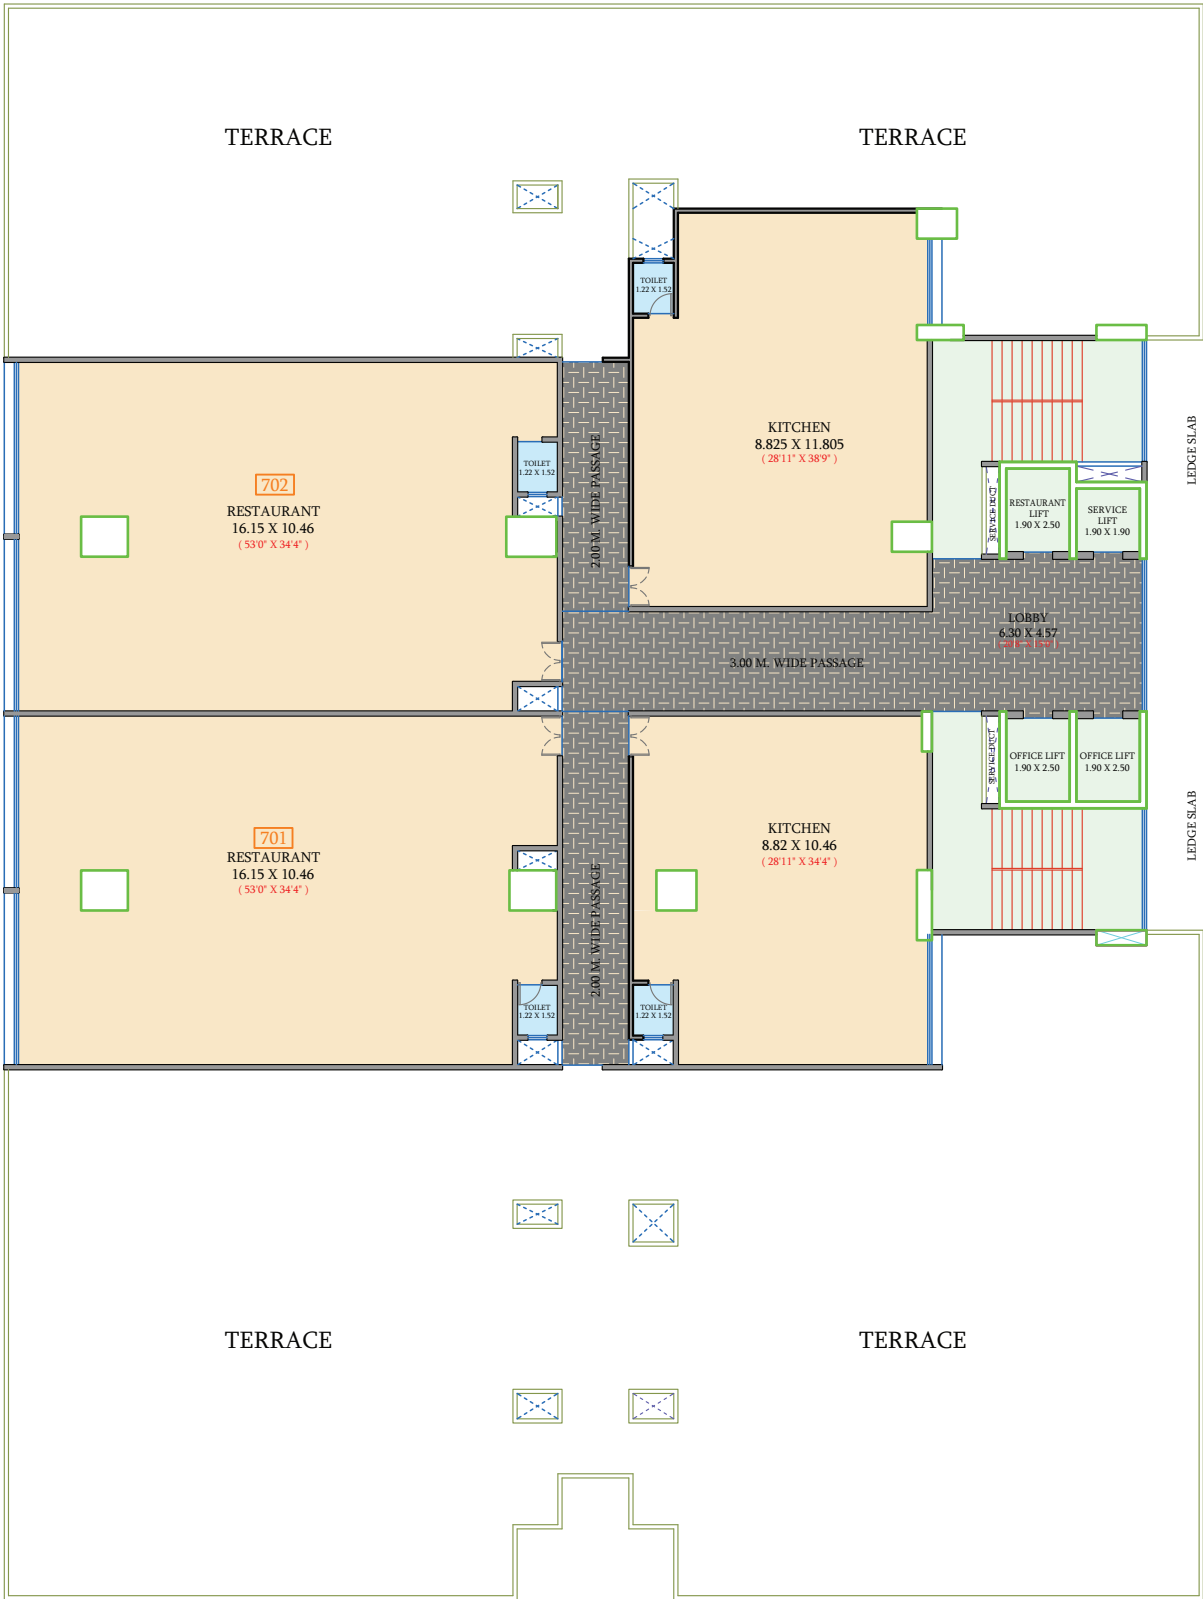 TERRACE
TERRACE
TOILET
1.22 X 1.52
KITCHEN
8.825 X 11.805
( 28'11" X 38'9" )
LEDGE SLAB
TOILET
1.22 X 1.52
2.00 M. WIDE PASSAGE
702
RESTAURANT
16.15 X 10.46
( 53'0" X 34'4" )
SERVICE DUCT
RESTAURANT
LIFT
1.90 X 2.50
SERVICE
LIFT
1.90 X 1.90
LOBBY
6.30 X 4.57
3.00 M. WIDE PASSAGE
SERVICE DUCT
OFFICE LIFT
1.90 X 2.50
OFFICE LIFT
1.90 X 2.50
701
RESTAURANT
16.15 X 10.46
( 53'0" X 34'4" )
KITCHEN
8.82 X 10.46
( 28'11" X 34'4" )
LEDGE SLAB
2.00 M. WIDE PASSAGE
TOILET
1.22 X 1.52
TOILET
1.22 X 1.52
TERRACE
TERRACE